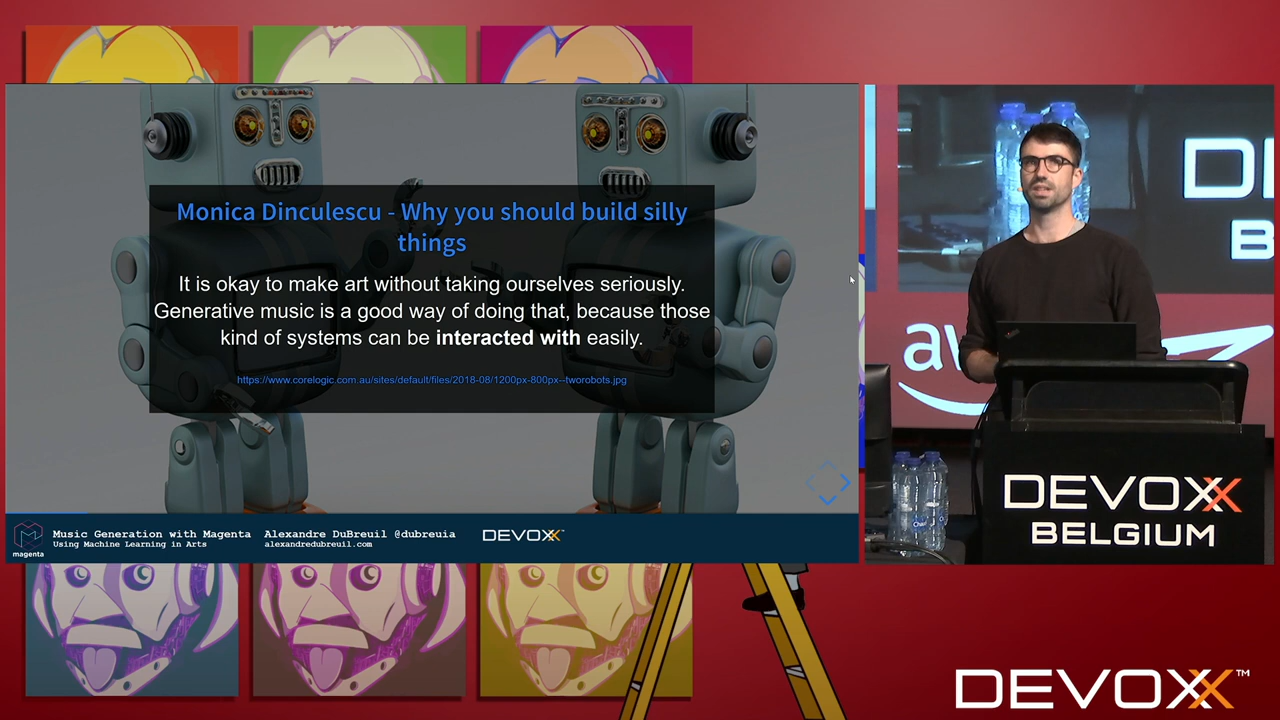 Monica Dinculescu - Why you should build silly
things
It is okay to make art without taking ourselves seriously.
Generative music is a good way of doing that, because those
kind of systems can be interacted with easily.
https://www.corelogic.com.au/sites/default/files/2018-08/1200px-800px--tworobots.jpg
magenta
Music Generation with Magenta
Using Machine Learning in Arts
Alexandre DuBreuil @dubreuia
alexandredubreuil.com
DEVOXX™
DEVOXX
BELGIUM
DEVOXX™